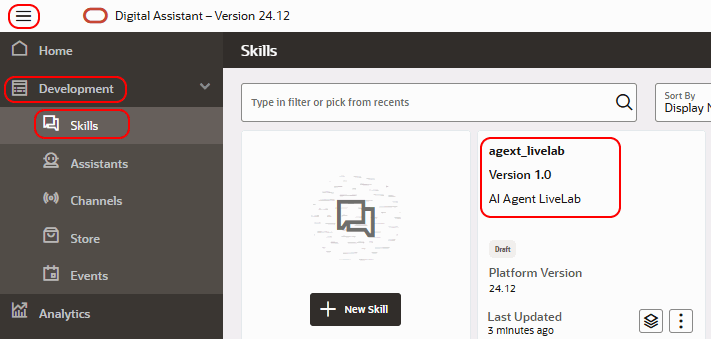 Digital Assistant – Version 24.12
Home
Development
Skills
Assistants
Channels
Store
Events
Analytics
Skills
Type in filter or pick from recents
Sort By
Display N
New Skill
agext_livelab
Version 1.0
AI Agent LiveLab
Draft
Platform Version
24.12
Last Updated
3 minutes ago